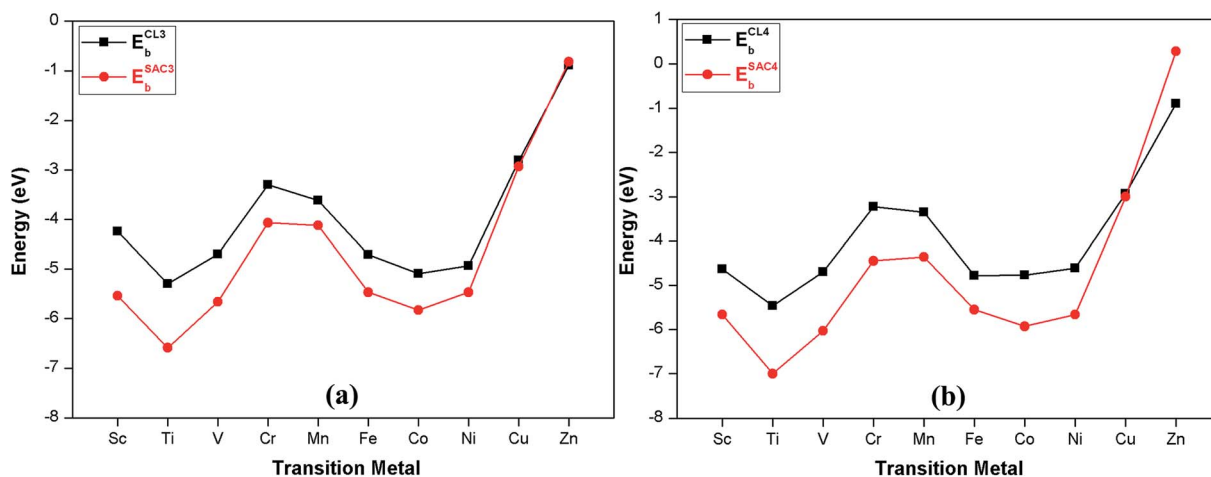 E_b^CL3
E_b^SAC3
Energy (eV)
0
-1
-2
-3
-4
-5
-6
-7
-8
(a)
Sc Ti V Cr Mn Fe Co Ni Cu Zn
Transition Metal
E_b^CL4
E_b^SAC4
Energy (eV)
1
0
-1
-2
-3
-4
-5
-6
-7
-8
(b)
Sc Ti V Cr Mn Fe Co Ni Cu Zn
Transition Metal